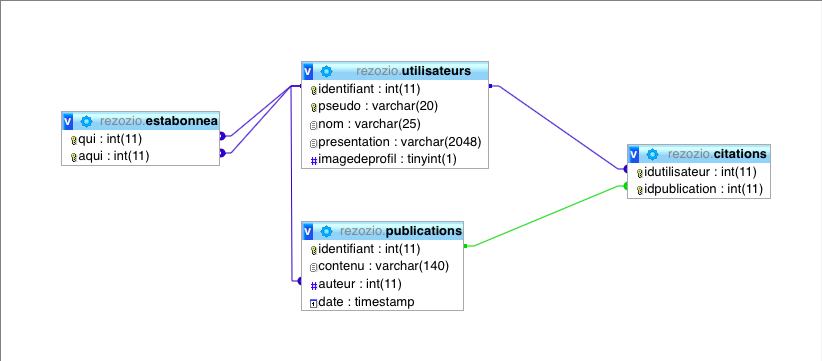 rezozio.utilisateurs
identifiant : int(11)
pseudo : varchar(20)
nom : varchar(25)
presentation : varchar(2048)
imagedeprofil : tinyint(1)
rezozio.estabonnea
qui : int(11)
aqui : int(11)
rezozio.citations
idutilisateur : int(11)
idpublication : int(11)
rezozio.publications
identifiant : int(11)
contenu : varchar(140)
auteur : int(11)
date : timestamp